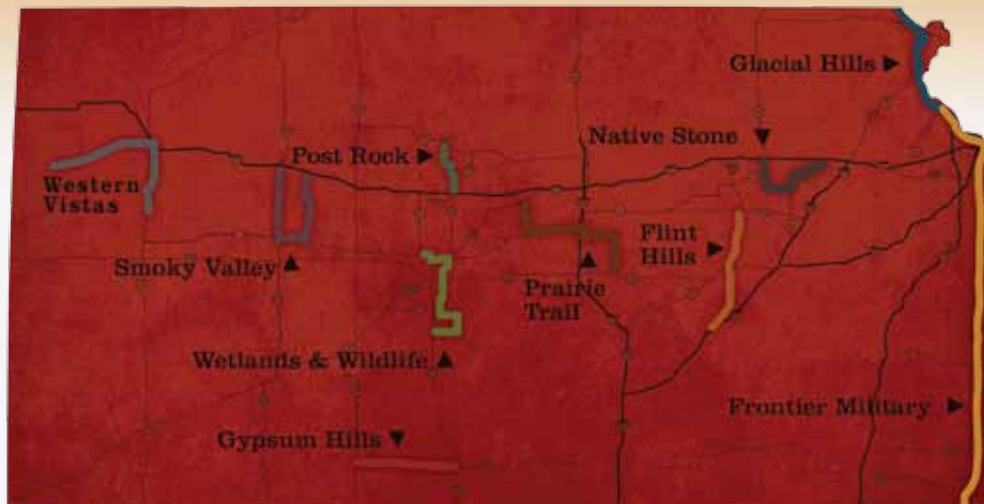 Glacial Hills
Native Stone
Post Rock
Western
Vistas
Flint
Hills
Smoky Valley
Prairie
Trail
Wetlands & Wildlife
Frontier Military
Gypsum Hills